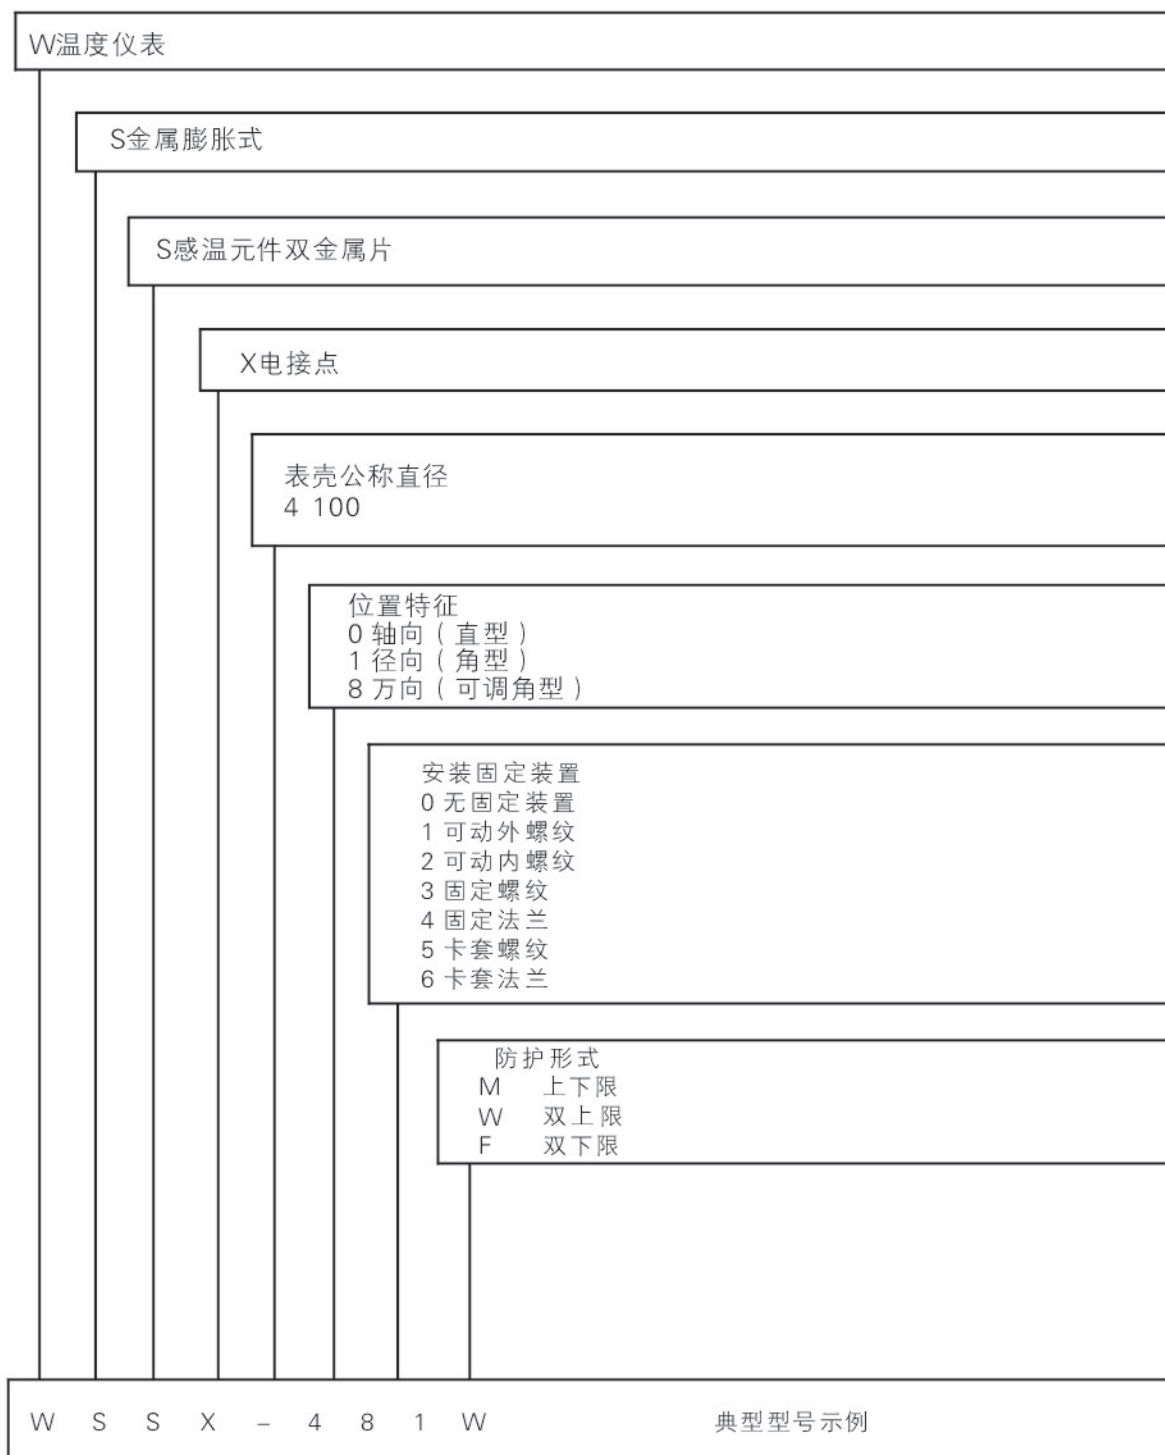 W温度仪表
S金属膨胀式
S感温元件双金属片
X电接点
表壳公称直径
4 100
位置特征
0 轴向（直型）
1 径向（角型）
8 万向（可调角型）
安装固定装置
0 无固定装置
1 可动外螺纹
2 可动内螺纹
3 固定螺纹
4 固定法兰
5 卡套螺纹
6 卡套法兰
防护形式
M 上下限
W 双上限
F 双下限
W S S X – 4 8 1 W 典型型号示例